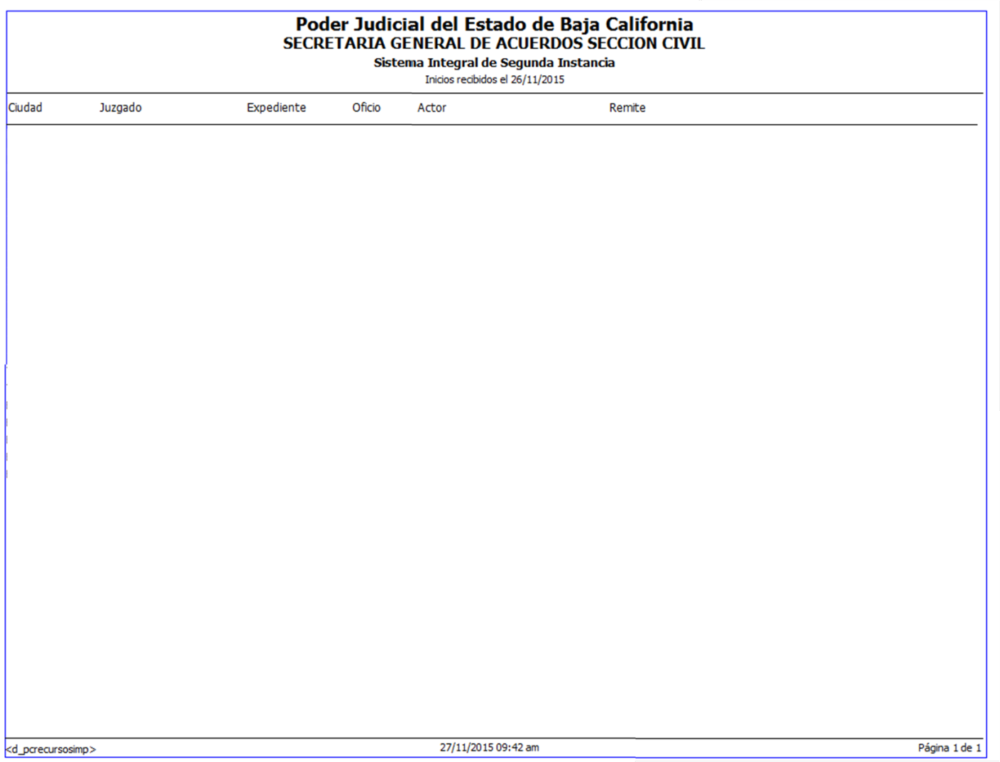 Poder Judicial del Estado de Baja California
SECRETARIA GENERAL DE ACUERDOS SECCION CIVIL
Sistema Integral de Segunda Instancia
Inicios recibidos el 26/11/2015
Ciudad Juzgado Expediente Oficio Actor Remite
<d_pcrecursosimp> 27/11/2015 09:42 am Página 1 de 1